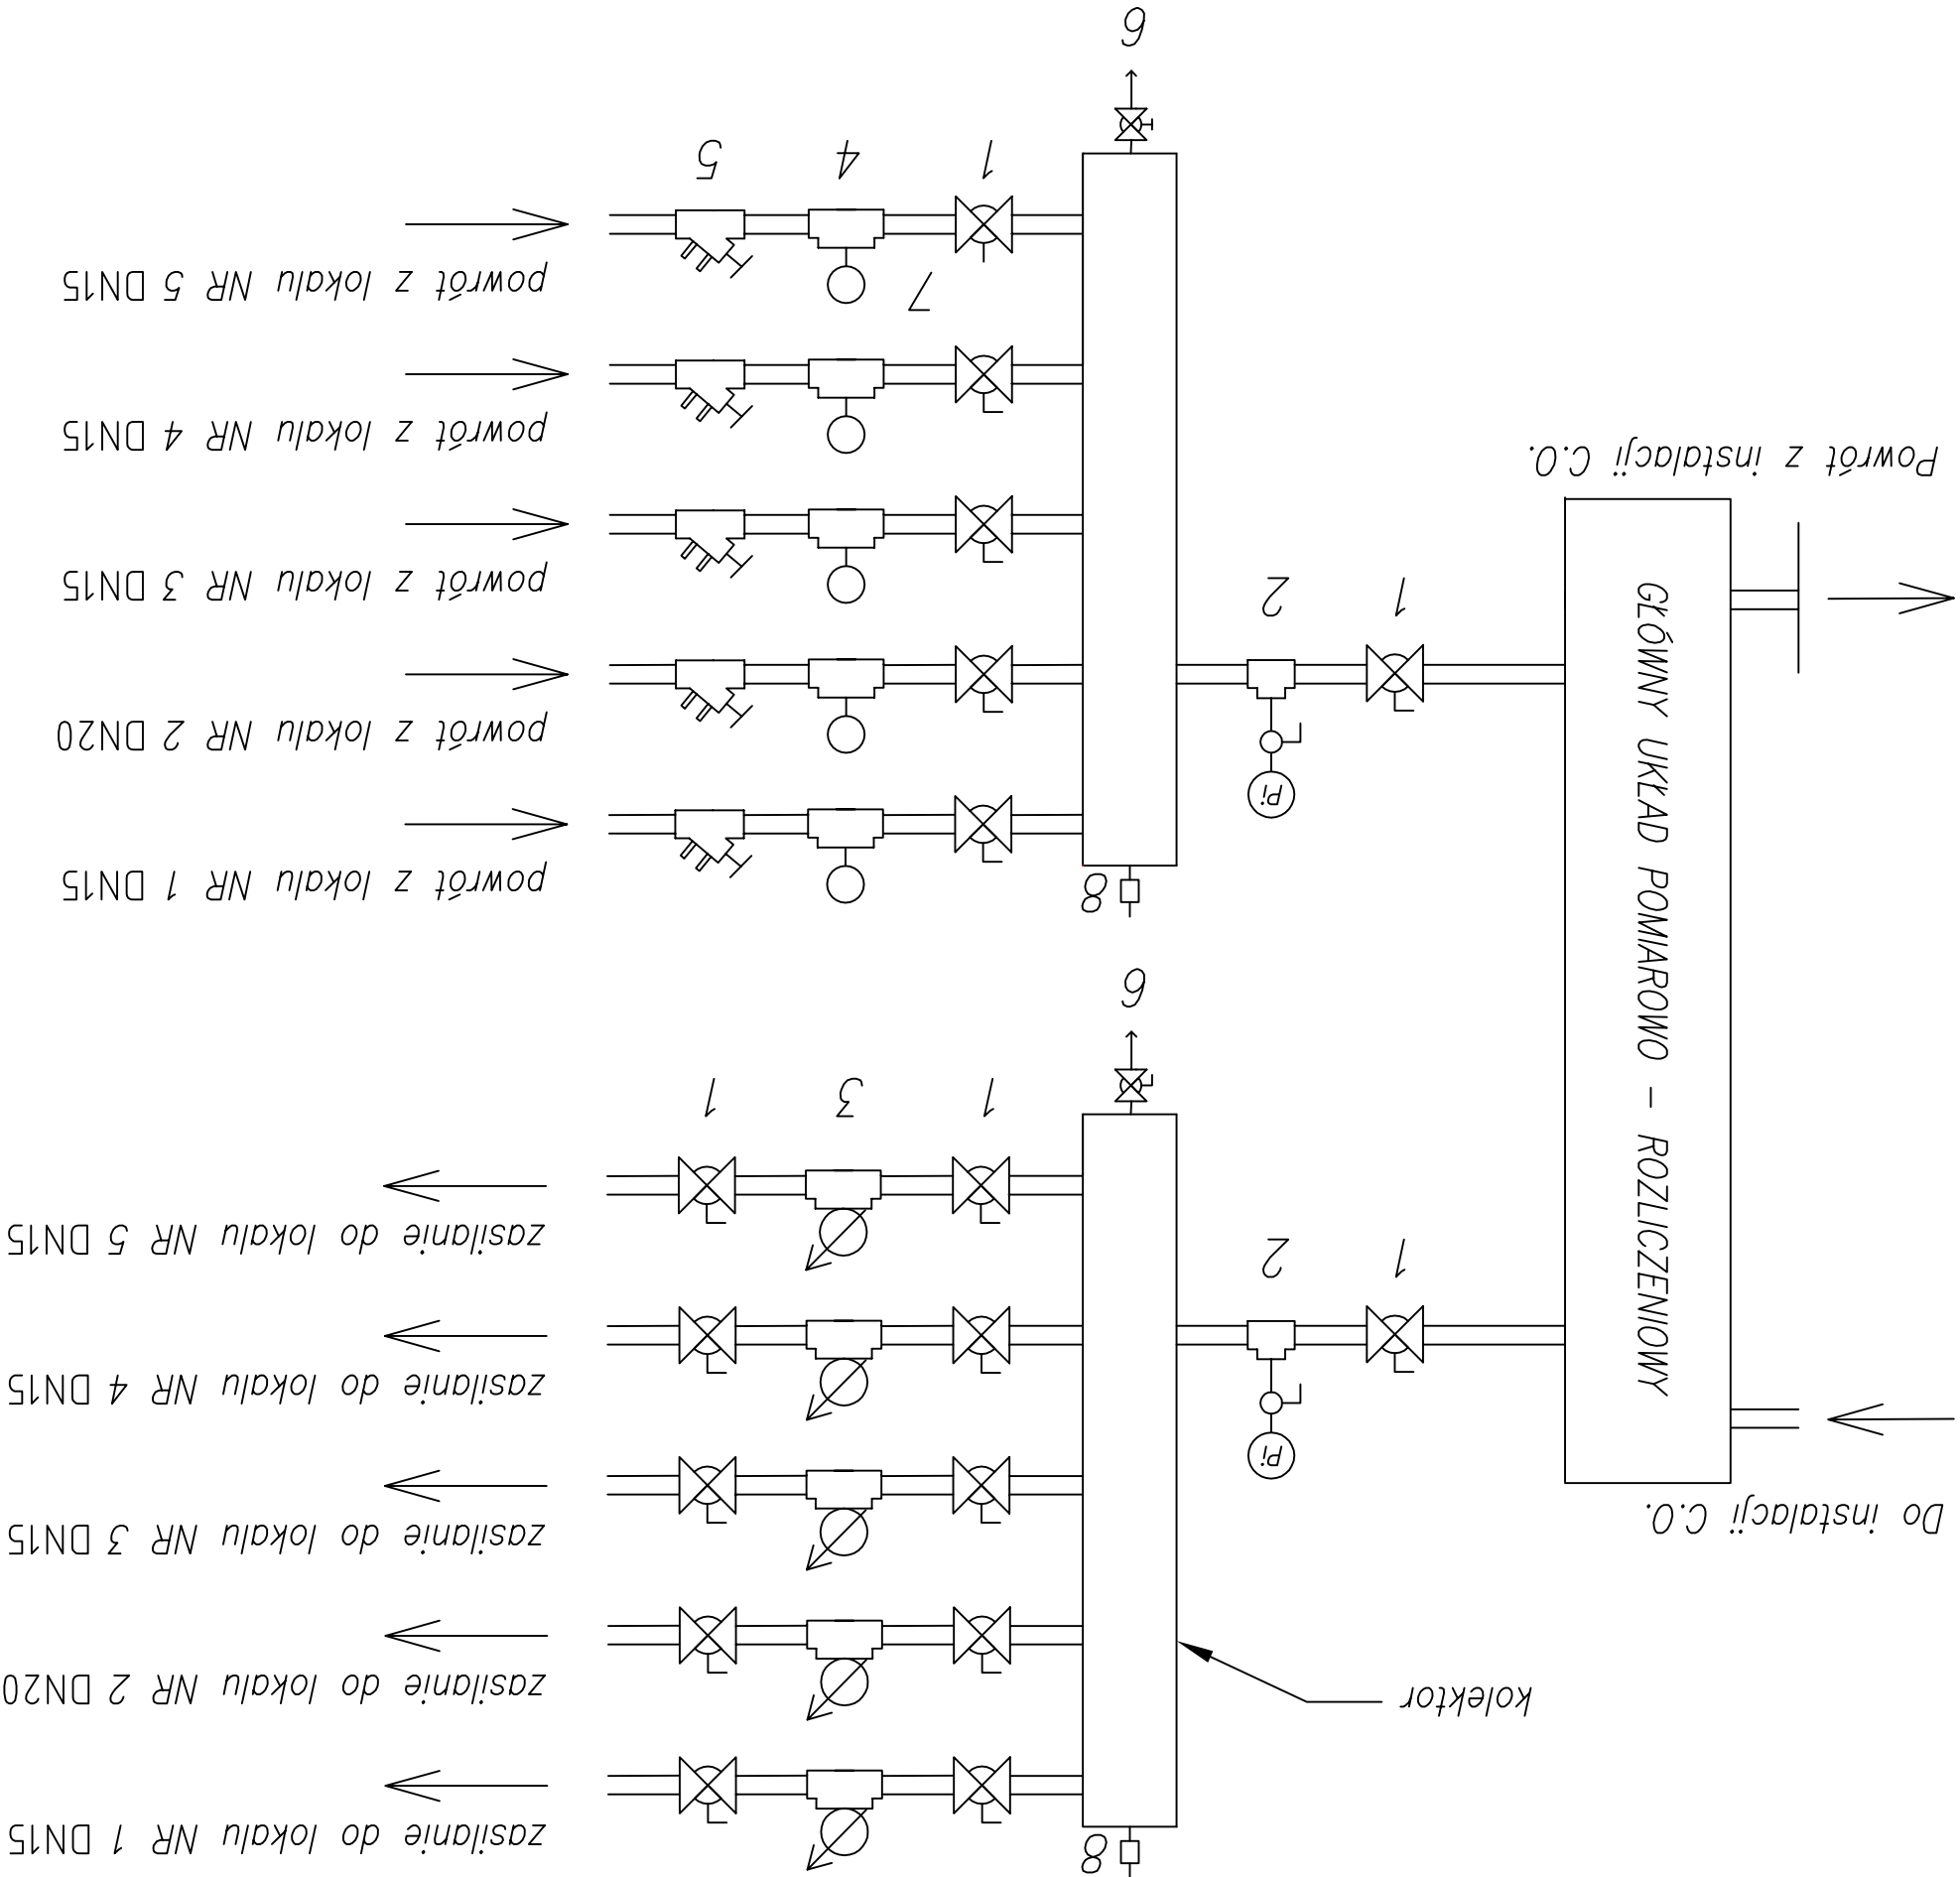 8
zasilanie do lokalu NR 1 DN15
kolektor
zasilanie do lokalu NR 2 DN20
Do instalacji C.O.
zasilanie do lokalu NR 3 DN15
Pi
zasilanie do lokalu NR 4 DN15
1 2
zasilanie do lokalu NR 5 DN15
1 3 1
6
GŁÓWNY UKŁAD POMIAROWO - ROZLICZENIOWY
8
powrót z lokalu NR 1 DN15
Pi
powrót z lokalu NR 2 DN20
1 2
powrót z lokalu NR 3 DN15
Powrót z instalacji C.O.
powrót z lokalu NR 4 DN15
7
powrót z lokalu NR 5 DN15
1 4 5
6